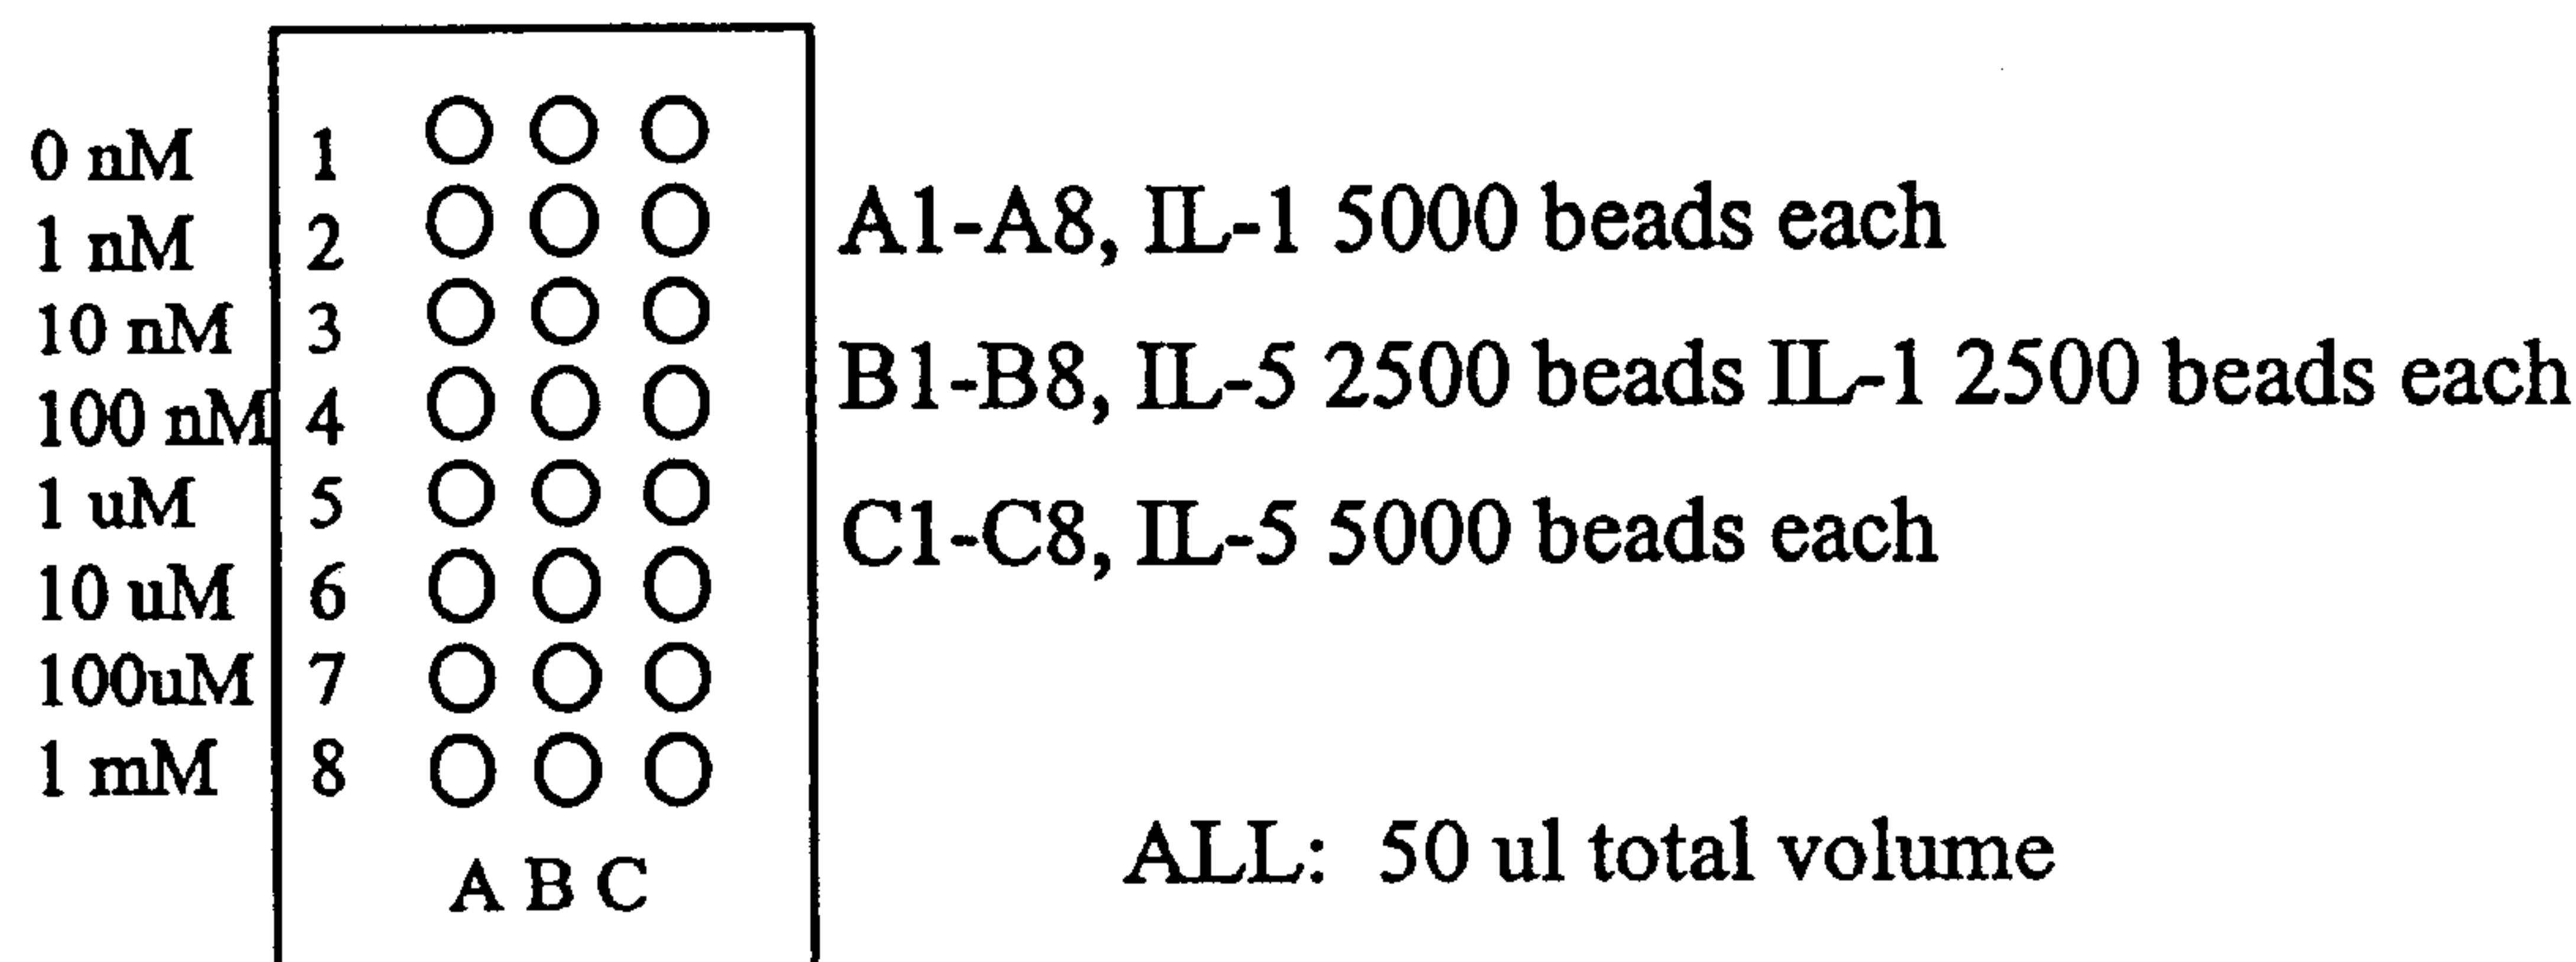 0 nM 1
1 nM 2
10 nM 3
100 nM 4
1 uM 5
10 uM 6
100uM 7
1 mM 8
A B C
A1-A8, IL-1 5000 beads each
B1-B8, IL-5 2500 beads IL-1 2500 beads each
C1-C8, IL-5 5000 beads each
ALL: 50 ul total volume